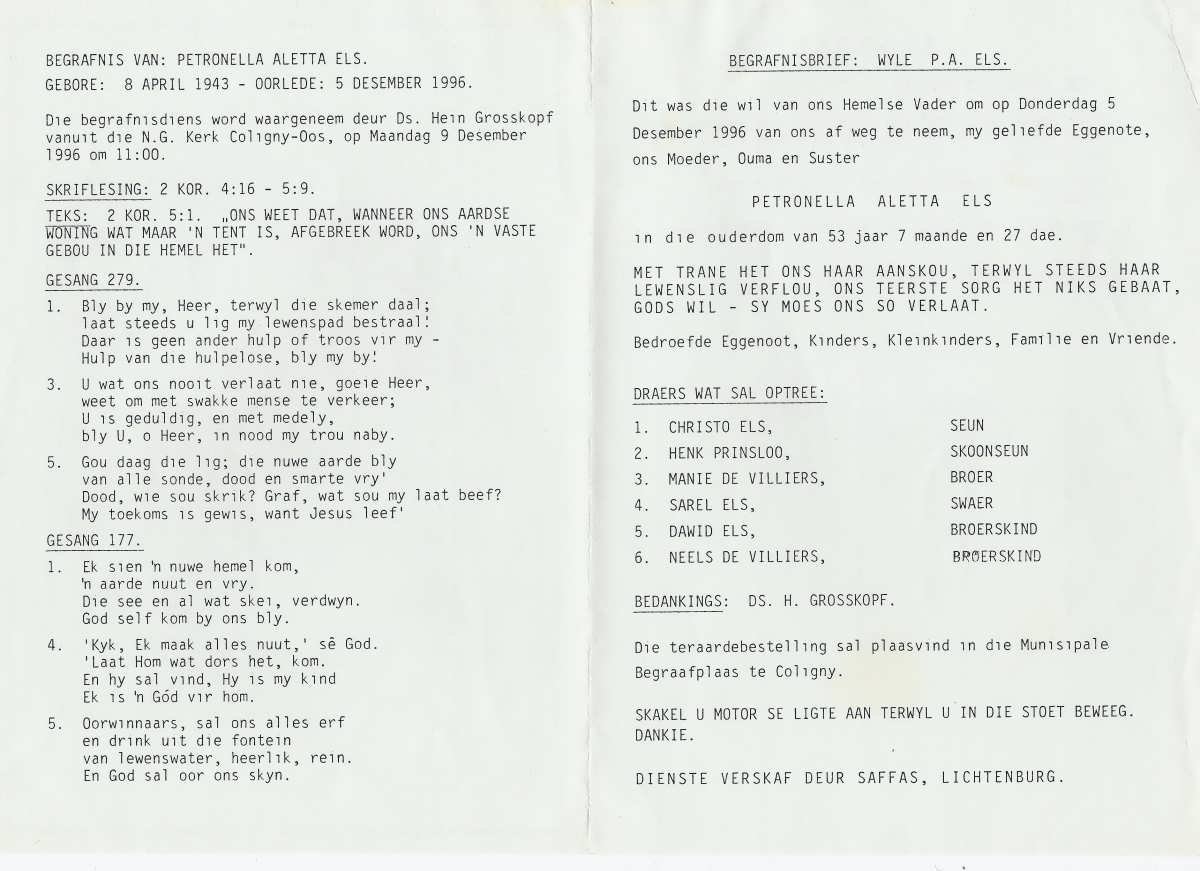 BEGRAFNIS VAN: PETRONELLA ALETTA ELS.
GEBORE: 8 APRIL 1943 - OORLEDE: 5 DESEMBER 1996.
Die begrafnisdiens word waargeneem deur Ds. Hein Grosskopf
vanuit die N.G. Kerk Coligny-Oos, op Maandag 9 Desember
1996 om 11:00.
SKRIFLESING: 2 KOR. 4:16 - 5:9.
TEKS: 2 KOR. 5:1. „ONS WEET DAT, WANNEER ONS AARDSE
WONING WAT MAAR 'N TENT IS, AFGEBREEK WORD, ONS 'N VASTE
GEBOU IN DIE HEMEL HET".
GESANG 279.
1. Bly by my, Heer, terwyl die skemer daal;
laat steeds u lig my lewenspad bestraal!
Daar is geen ander hulp of troos vir my -
Hulp van die hulpelose, bly my by!
3. U wat ons nooit verlaat nie, goeie Heer,
weet om met swakke mense te verkeer;
U is geduldig, en met medely,
bly U, o Heer, in nood my trou naby.
5. Gou daag die lig; die nuwe aarde bly
van alle sonde, dood en smarte vry'
Dood, wie sou skrik? Graf, wat sou my laat beef?
My toekoms is gewis, want Jesus leef'
GESANG 177.
1. Ek sien 'n nuwe hemel kom,
'n aarde nuut en vry.
Die see en al wat skei, verdwyn.
God self kom by ons bly.
4. 'Kyk, Ek maak alles nuut,' sê God.
'Laat Hom wat dors het, kom.
En hy sal vind, Hy is my kind
Ek is 'n Gód vir hom.
5. Oorwinnaars, sal ons alles erf
en drink uit die fontein
van lewenswater, heerlik, rein.
En God sal oor ons skyn.
BEGRAFNISBRIEF: WYLE P.A. ELS.
Dit was die wil van ons Hemelse Vader om op Donderdag 5
Desember 1996 van ons af weg te neem, my geliefde Eggenote,
ons Moeder, Ouma en Suster
PETRONELLA ALETTA ELS
in die ouderdom van 53 jaar 7 maande en 27 dae.
MET TRANE HET ONS HAAR AANSKOU, TERWYL STEEDS HAAR
LEWENSLIG VERFLOU, ONS TEERSTE SORG HET NIKS GEBAAT,
GODS WIL - SY MOES ONS SO VERLAAT.
Bedroefde Eggenoot, Kinders, Kleinkinders, Familie en Vriende.
DRAERS WAT SAL OPTREE:
1. CHRISTO ELS, SEUN
2. HENK PRINSLOO, SKOONSEUN
3. MANIE DE VILLIERS, BROER
4. SAREL ELS, SWAER
5. DAWID ELS, BROERSKIND
6. NEELS DE VILLIERS, BROERSKIND
BEDANKINGS: DS. H. GROSSKOPF.
Die teraardebestelling sal plaasvind in die Munisipale
Begraafplaas te Coligny.
SKAKEL U MOTOR SE LIGTE AAN TERWYL U IN DIE STOET BEWEEG.
DANKIE.
DIENSTE VERSKAF DEUR SAFFAS, LICHTENBURG.